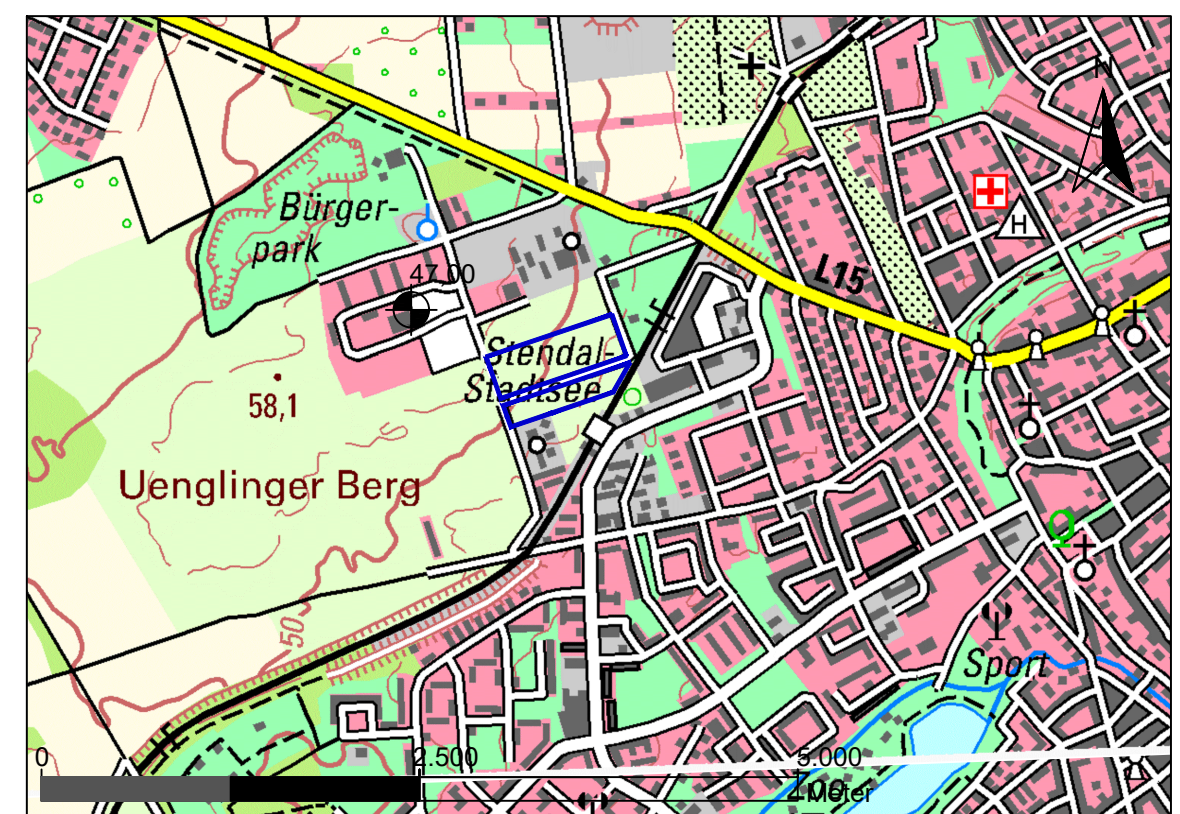 N
Bürger-
park
H
47,00
L15
Stendal-
Stadtsee
58,1
Uenglinger Berg
50
Sport
0
2.500
5.000
Meter